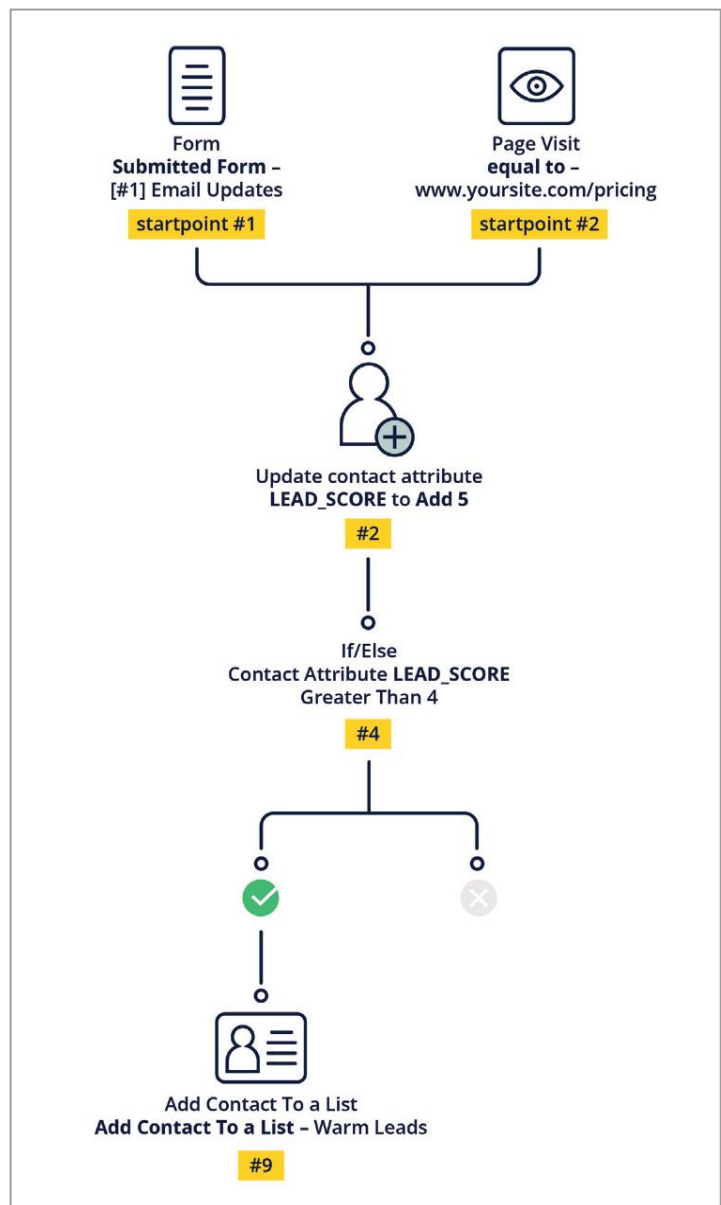 Form
Submitted Form –
[#1] Email Updates
startpoint #1
Page Visit
equal to –
www.yoursite.com/pricing
startpoint #2
Update contact attribute
LEAD_SCORE to Add 5
#2
If/Else
Contact Attribute LEAD_SCORE
Greater Than 4
#4
Add Contact To a List
Add Contact To a List – Warm Leads
#9